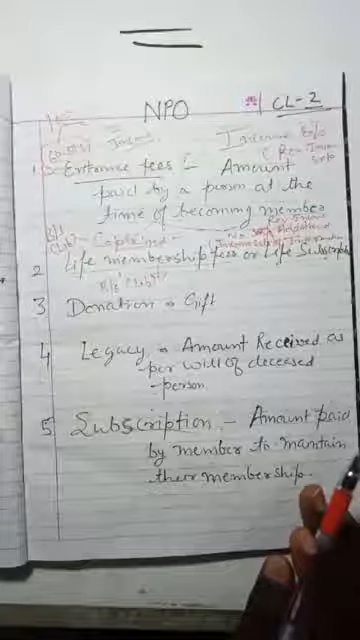 NPO
CL-2
Income
1 Entrance fees :- Amount
paid by a person at the
time of becoming member
- Capitalised -
2 Life membership fees or Life Subscription
3 Donation → Gift
4 Legacy → Amount Received as
per will of deceased
- person
5 Subscription - Amount paid
by member to mantain
their membership.